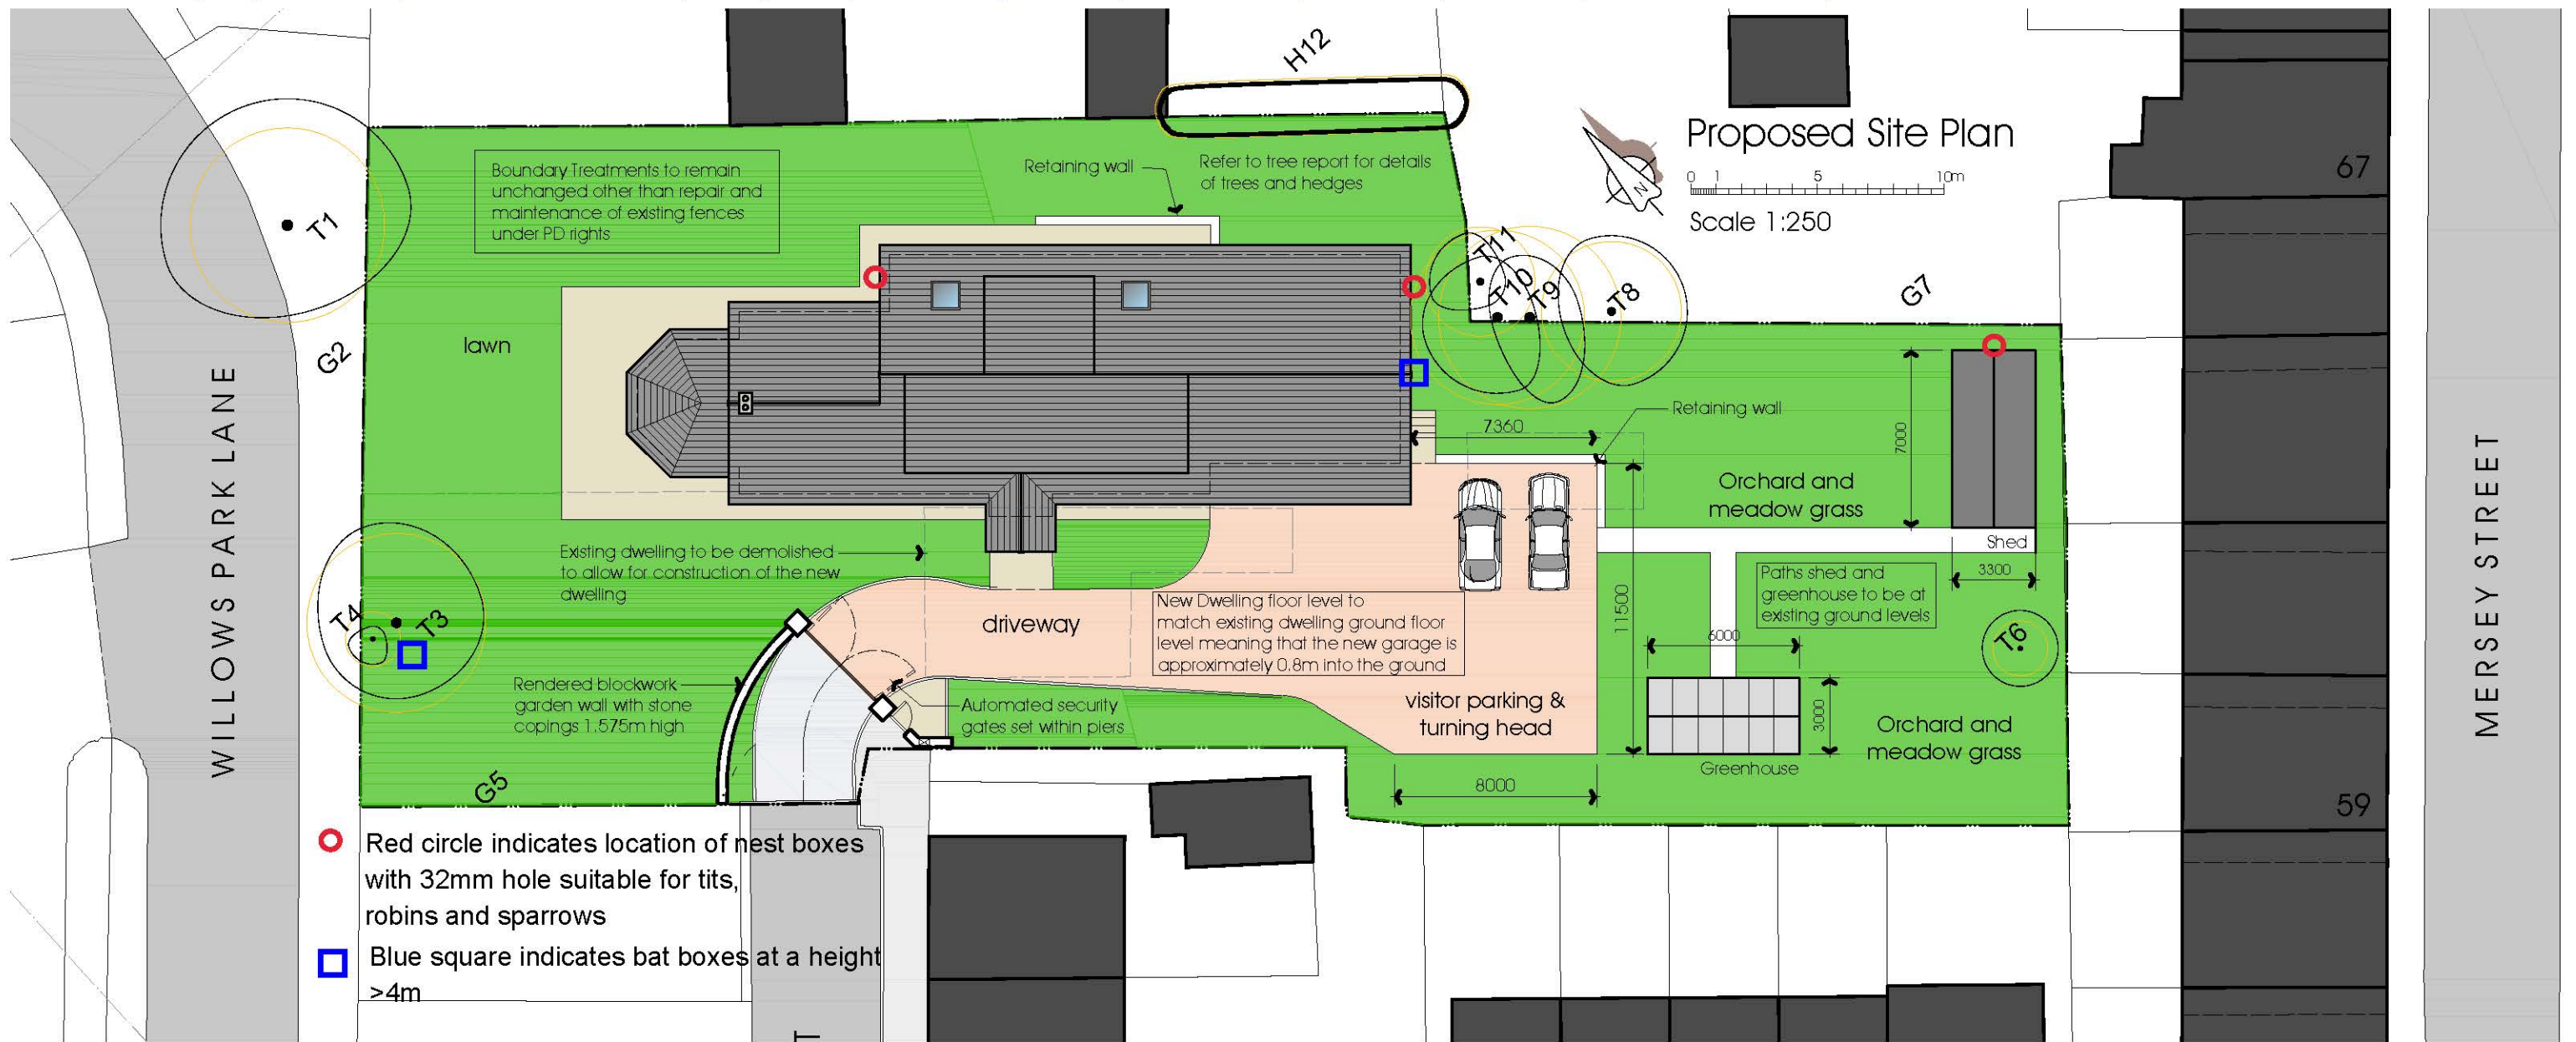 H12
Proposed Site Plan
0 1 5 10m
Scale 1:250
N
67
Boundary Treatments to remain
unchanged other than repair and
maintenance of existing fences
under PD rights
Retaining wall
Refer to tree report for details
of trees and hedges
T1
T11
T10
T9
T8
G7
G2
lawn
WILLOWS PARK LANE
Retaining wall
7360
7000
Orchard and
meadow grass
MERSEY STREET
Existing dwelling to be demolished
to allow for construction of the new
dwelling
Shed
3300
Paths shed and
greenhouse to be at
existing ground levels
T4
T3
driveway
New Dwelling floor level to
match existing dwelling ground floor
level meaning that the new garage is
approximately 0.8m into the ground
11500
6000
T6
Rendered blockwork
garden wall with stone
copings 1.575m high
Automated security
gates set within piers
visitor parking &
turning head
3000
Orchard and
meadow grass
Greenhouse
8000
G5
59
Red circle indicates location of nest boxes
with 32mm hole suitable for tits,
robins and sparrows
Blue square indicates bat boxes at a height
>4m
T